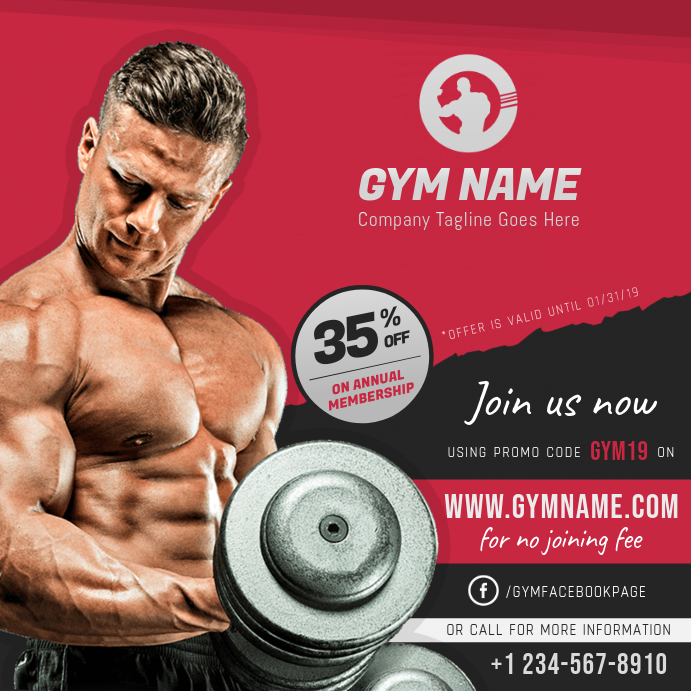 GYM NAME
Company Tagline Goes Here
35% OFF
ON ANNUAL
MEMBERSHIP
*OFFER IS VALID UNTIL 01/31/19
Join us now
USING PROMO CODE GYM19 ON
WWW.GYMNAME.COM
for no joining fee
f /GYMFACEBOOKPAGE
OR CALL FOR MORE INFORMATION
+1 234-567-8910